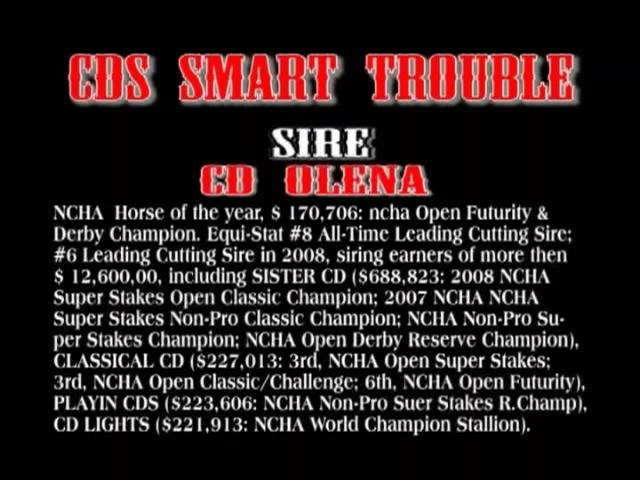 CDS SMART TROUBLE
SIRE
CD OLENA
NCHA Horse of the year, $ 170,706: ncha Open Futurity &
Derby Champion. Equi-Stat #8 All-Time Leading Cutting Sire;
#6 Leading Cutting Sire in 2008, siring earners of more then
$ 12,600,00, including SISTER CD ($688,823: 2008 NCHA
Super Stakes Open Classic Champion; 2007 NCHA NCHA
Super Stakes Non-Pro Classic Champion; NCHA Non-Pro Su-
per Stakes Champion; NCHA Open Derby Reserve Champion),
CLASSICAL CD ($227,013: 3rd, NCHA Open Super Stakes;
3rd, NCHA Open Classic/Challenge; 6th, NCHA Open Futurity),
PLAYIN CDS ($223,606: NCHA Non-Pro Suer Stakes R.Champ),
CD LIGHTS ($221,913: NCHA World Champion Stallion).